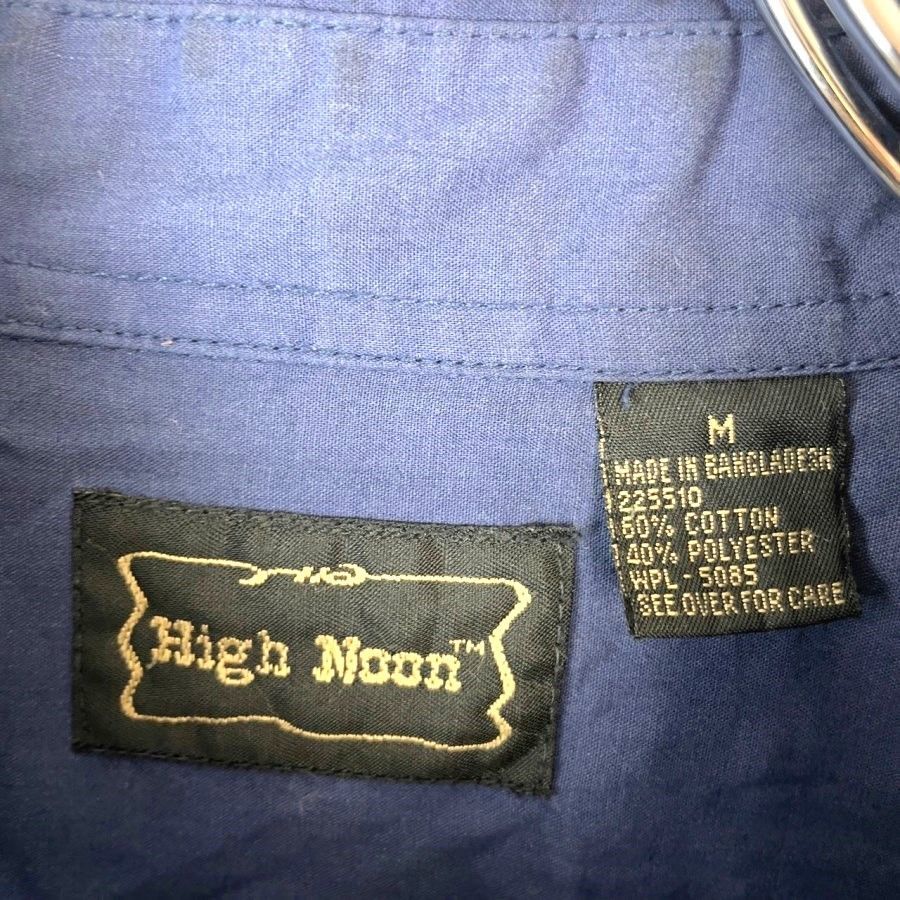 M
MADE IN BANGLADESH
225510
60% COTTON
40% POLYESTER
WPL-5085
SEE OVER FOR CARE
High Moon™